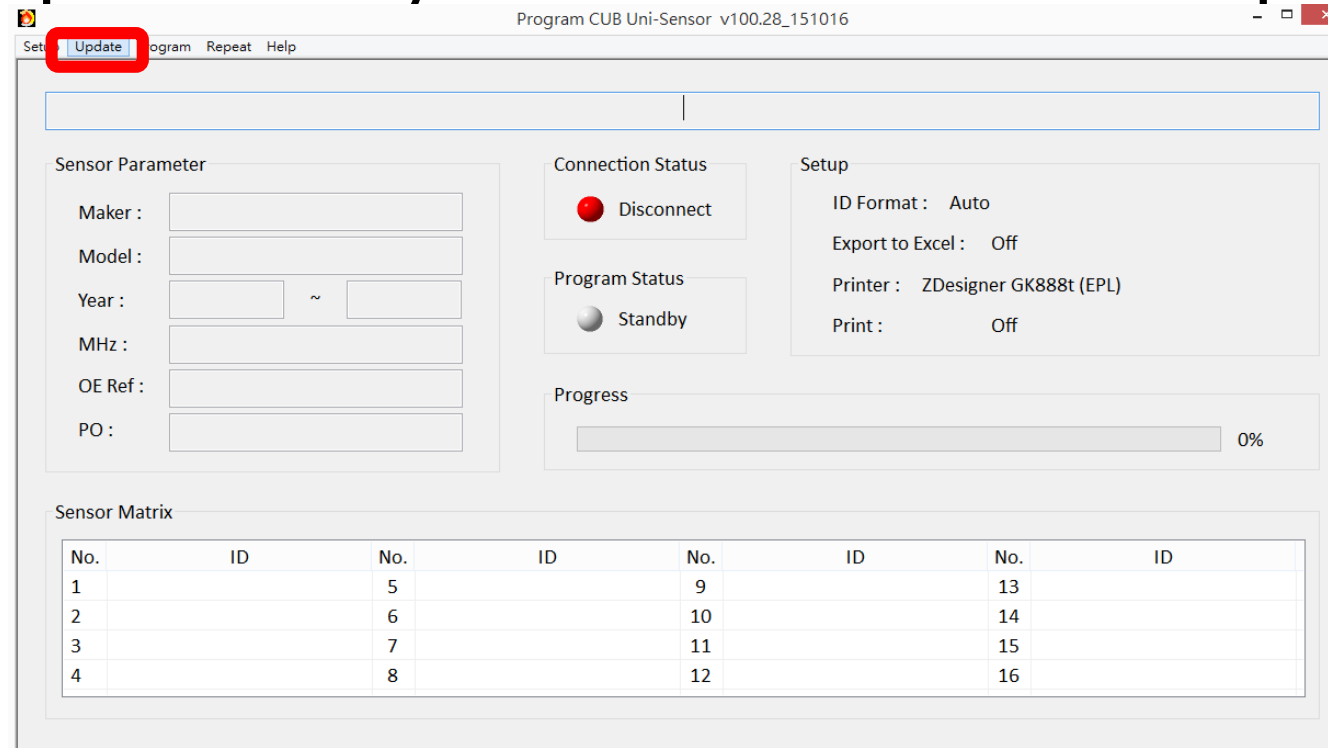 Program CUB Uni-Sensor v100.28_151016
Update Repeat Help
Sensor Parameter
Maker :
Model :
Year : ~
MHz :
OE Ref :
PO :
Connection Status
Disconnect
Program Status
Standby
Setup
ID Format : Auto
Export to Excel : Off
Printer : ZDesigner GK888t (EPL)
Print : Off
Progress
0%
Sensor Matrix
No. ID No. ID No. ID No. ID
1 5 9 13
2 6 10 14
3 7 11 15
4 8 12 16